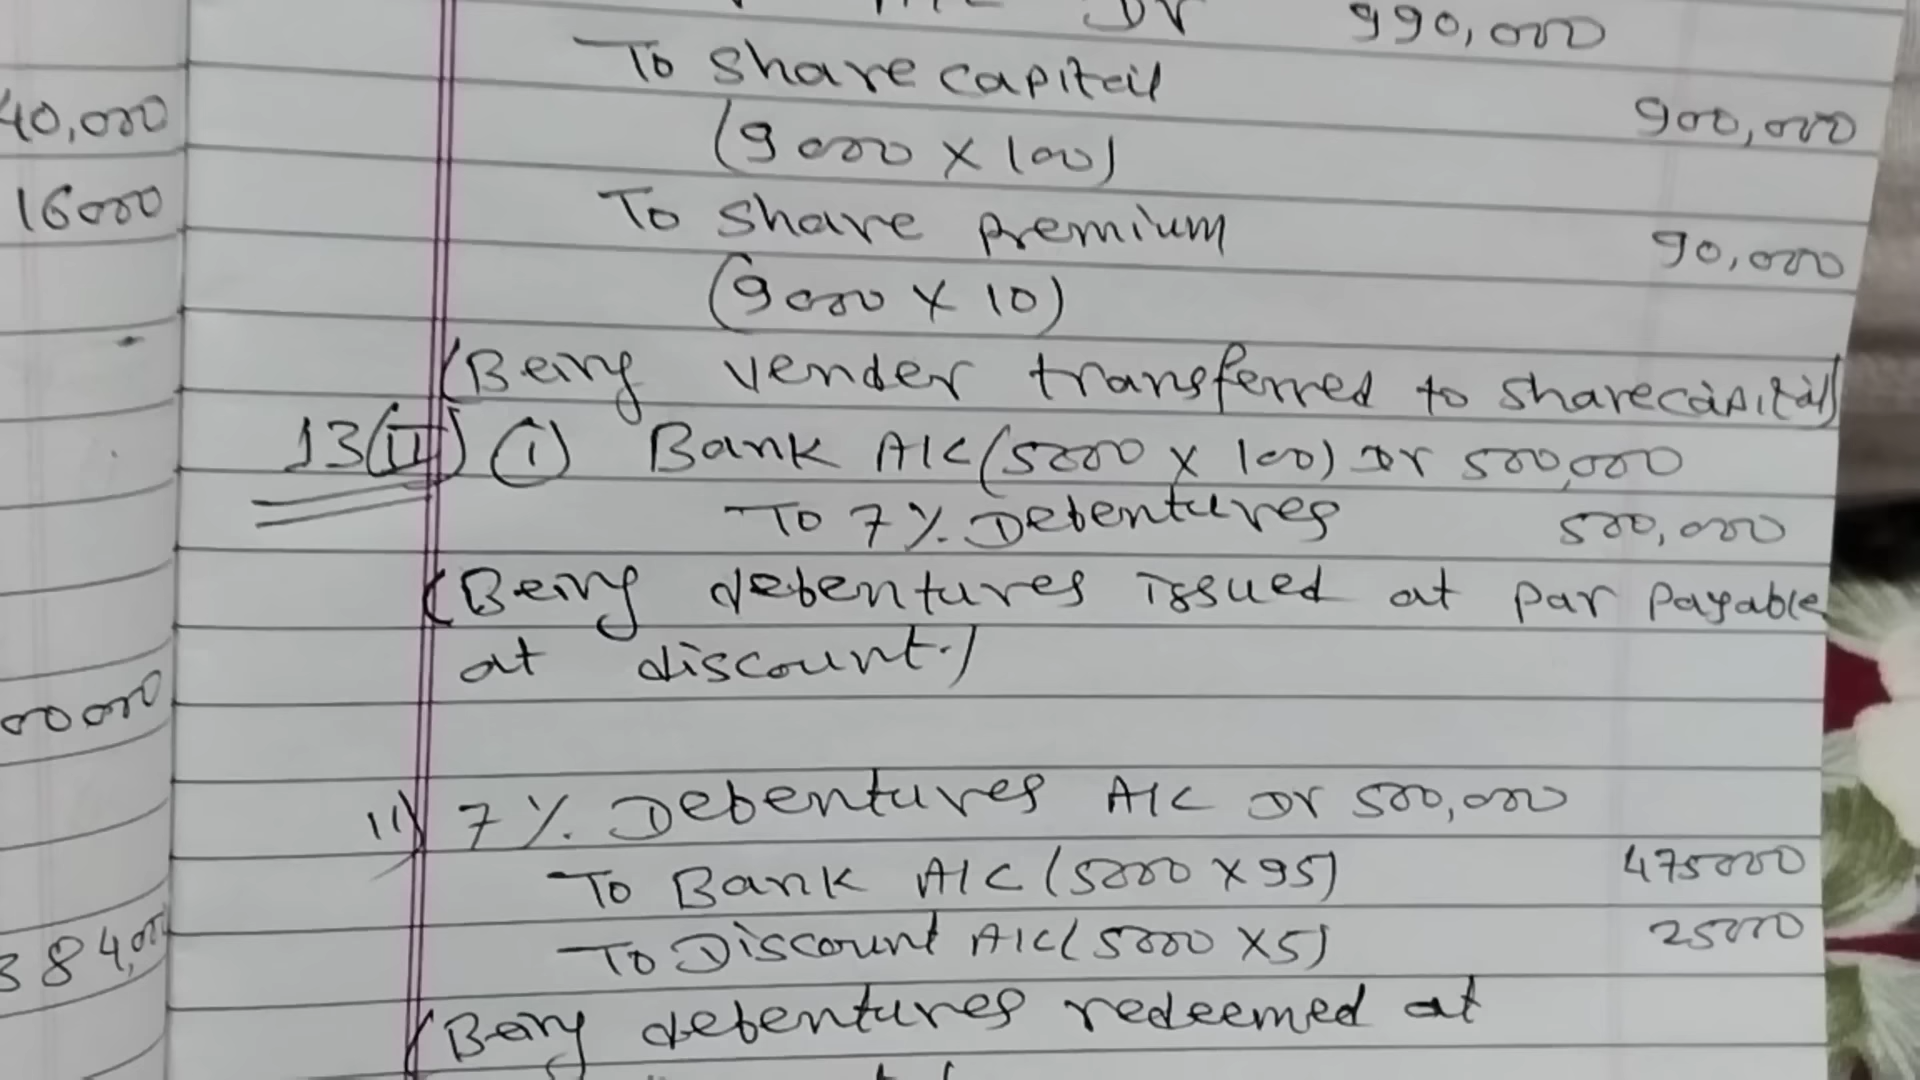 A/C Dr 990,000
To share capital
900,000
(9000 X 100)
To share premium
90,000
(9000 X 10)
(Being vender transferred to sharecapital)
13(II) (i) Bank A/C (5000 X 100) Dr 500,000
To 7%. Debentures 500,000
(Being debentures issued at par payable
at discount.)
11) 7%. Debentures A/C Dr 500,000
To Bank A/C (5000 X 95) 475000
To Discount A/C (5000 X 5) 25000
(Being debentures redeemed at
40,000
16000
00000
384,000